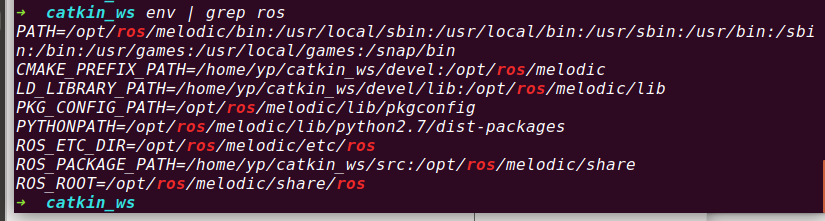 ➜ catkin_ws env | grep ros
PATH=/opt/ros/melodic/bin:/usr/local/sbin:/usr/local/bin:/usr/sbin:/usr/bin:/sbi
n:/bin:/usr/games:/usr/local/games:/snap/bin
CMAKE_PREFIX_PATH=/home/yp/catkin_ws/devel:/opt/ros/melodic
LD_LIBRARY_PATH=/home/yp/catkin_ws/devel/lib:/opt/ros/melodic/lib
PKG_CONFIG_PATH=/opt/ros/melodic/lib/pkgconfig
PYTHONPATH=/opt/ros/melodic/lib/python2.7/dist-packages
ROS_ETC_DIR=/opt/ros/melodic/etc/ros
ROS_PACKAGE_PATH=/home/yp/catkin_ws/src:/opt/ros/melodic/share
ROS_ROOT=/opt/ros/melodic/share/ros
➜ catkin_ws